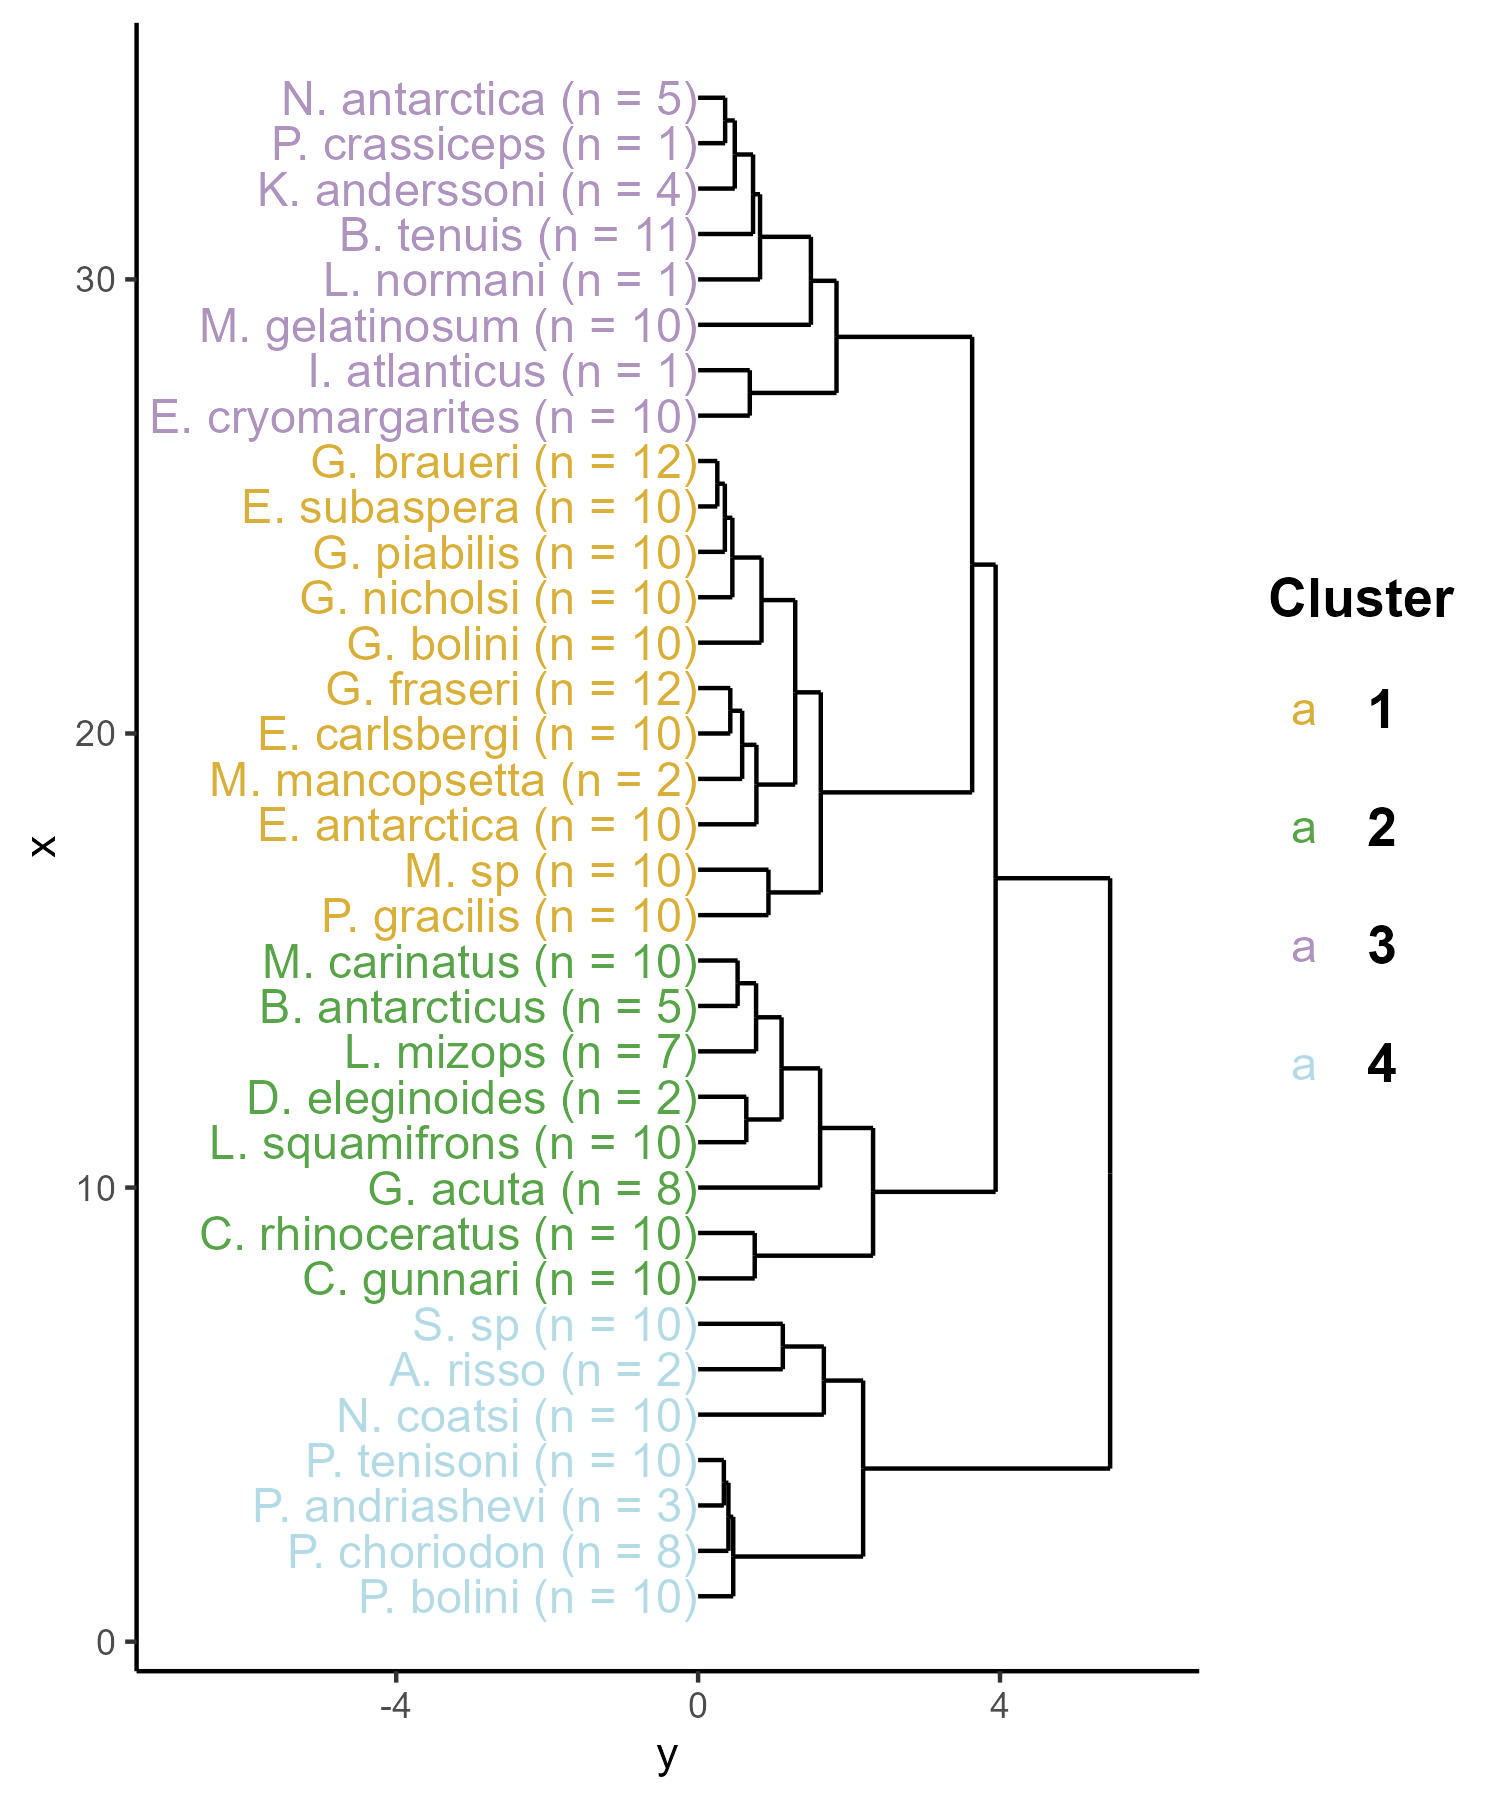 N. antarctica (n = 5)
P. crassiceps (n = 1)
K. anderssoni (n = 4)
B. tenuis (n = 11)
L. normani (n = 1)
M. gelatinosum (n = 10)
I. atlanticus (n = 1)
E. cryomargarites (n = 10)
G. braueri (n = 12)
E. subaspera (n = 10)
G. piabilis (n = 10)
G. nicholsi (n = 10)
G. bolini (n = 10)
G. fraseri (n = 12)
E. carlsbergi (n = 10)
M. mancopsetta (n = 2)
E. antarctica (n = 10)
M. sp (n = 10)
P. gracilis (n = 10)
M. carinatus (n = 10)
B. antarcticus (n = 5)
L. mizops (n = 7)
D. eleginoides (n = 2)
L. squamifrons (n = 10)
G. acuta (n = 8)
C. rhinoceratus (n = 10)
C. gunnari (n = 10)
S. sp (n = 10)
A. risso (n = 2)
N. coatsi (n = 10)
P. tenisoni (n = 10)
P. andriashevi (n = 3)
P. choriodon (n = 8)
P. bolini (n = 10)
30
20
10
0
x
-4 0 4
y
Cluster
a 1
a 2
a 3
a 4